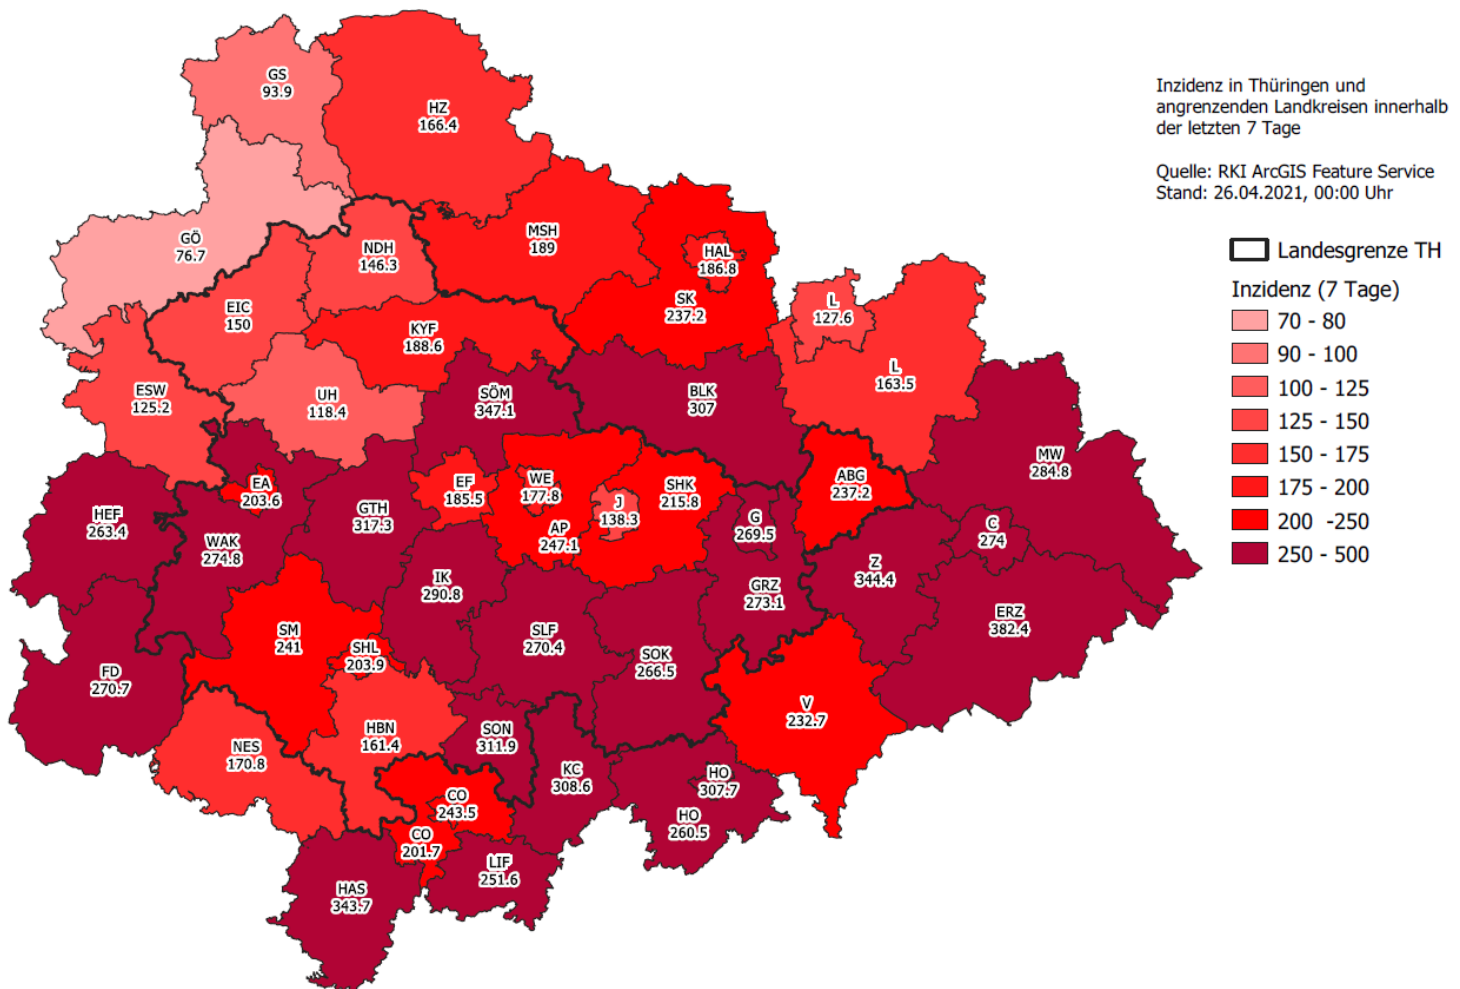 GS
93.9
HZ
166.4
Inzidenz in Thüringen und
angrenzenden Landkreisen innerhalb
der letzten 7 Tage
Quelle: RKI ArcGIS Feature Service
Stand: 26.04.2021, 00:00 Uhr
Landesgrenze TH
Inzidenz (7 Tage)
70 - 80
90 - 100
100 - 125
125 - 150
150 - 175
175 - 200
200 -250
250 - 500
GÖ
76.7
NDH
146.3
MSH
189
HAL
186.8
SK
237.2
L
127.6
L
163.5
EIC
150
KYF
188.6
ESW
125.2
UH
118.4
SÖM
347.1
BLK
307
MW
284.8
HEF
263.4
EA
203.6
WAK
274.8
GTH
317.3
EF
185.5
WE
177.8
AP
247.1
J
138.3
SHK
215.8
G
269.5
ABG
237.2
C
274
Z
344.4
ERZ
382.4
IK
290.8
GRZ
273.1
SLF
270.4
SOK
266.5
SM
241
SHL
203.9
FD
270.7
V
232.7
NES
170.8
HBN
161.4
SON
311.9
KC
308.6
HO
307.7
HO
260.5
CO
243.5
CO
201.7
LIF
251.6
HAS
343.7